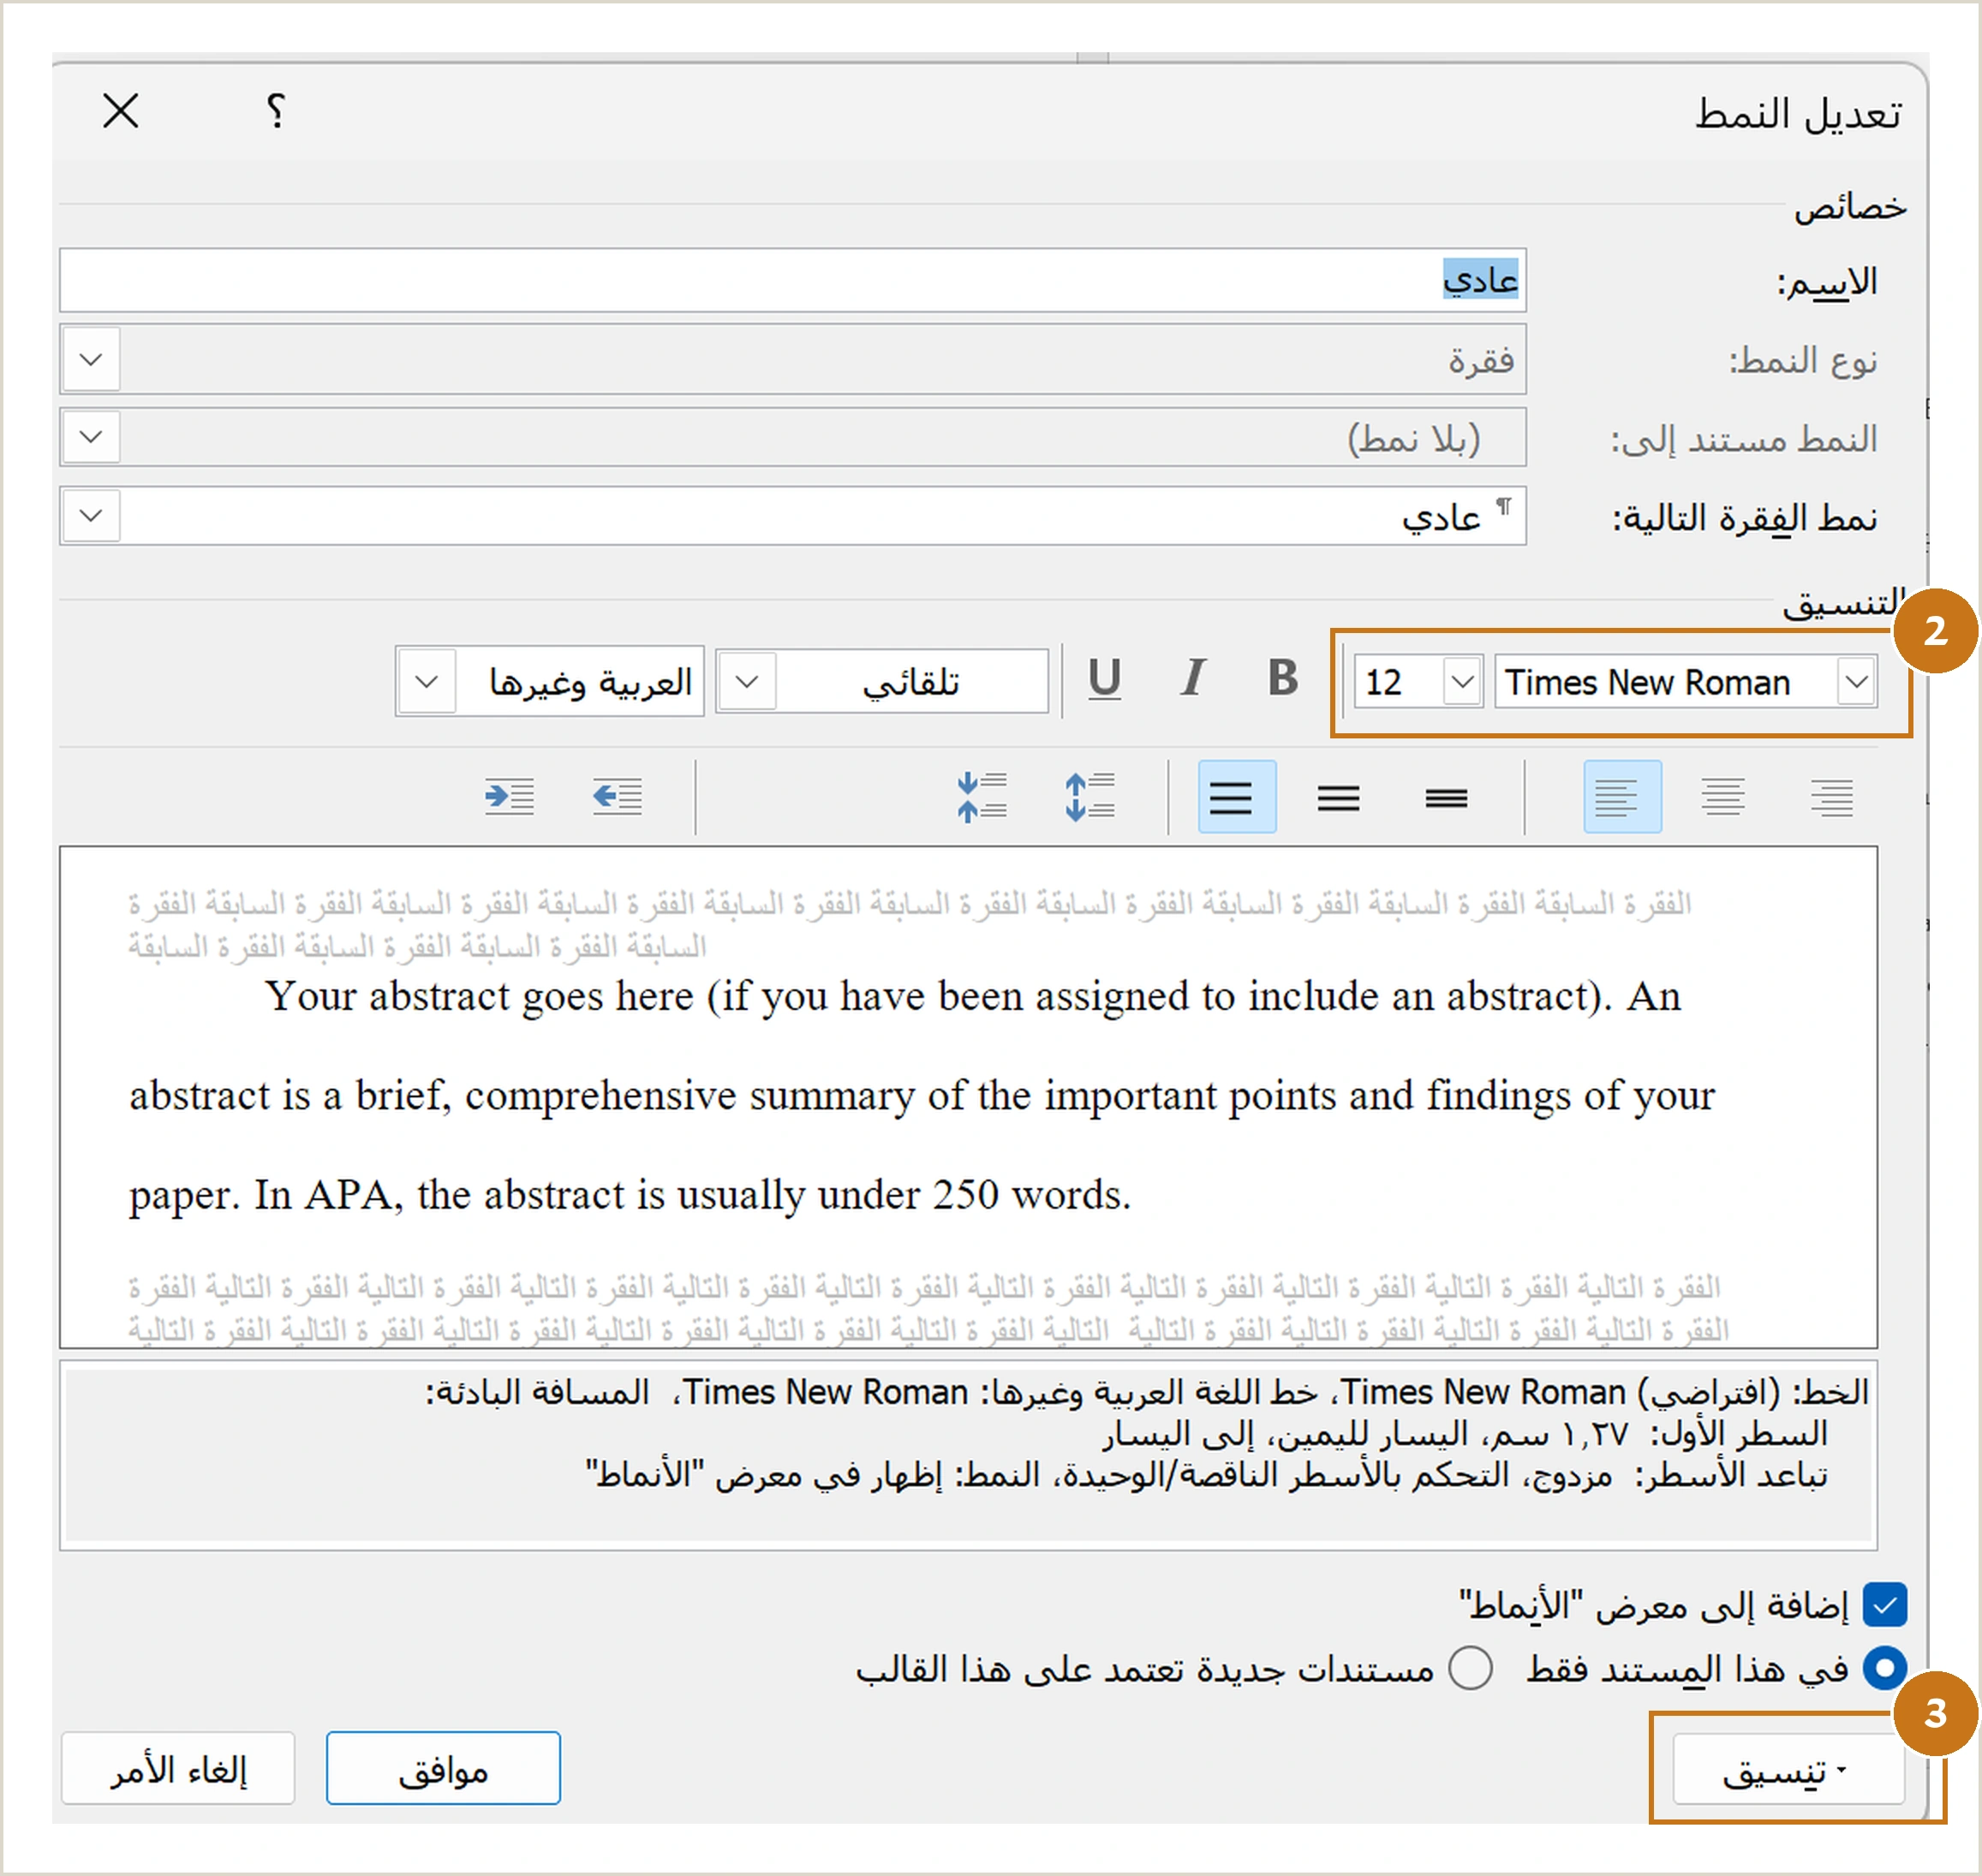 تعديل النمط
؟
خصائص
الاسم: عادي
نوع النمط: فقرة
النمط مستند إلى: (بلا نمط)
نمط الفقرة التالية: ¶ عادي
التنسيق
2
Times New Roman 12 B I U تلقائي العربية وغيرها
الفقرة السابقة الفقرة السابقة الفقرة السابقة الفقرة السابقة الفقرة السابقة الفقرة السابقة الفقرة السابقة الفقرة السابقة الفقرة السابقة الفقرة
السابقة الفقرة السابقة الفقرة السابقة الفقرة السابقة
Your abstract goes here (if you have been assigned to include an abstract). An
abstract is a brief, comprehensive summary of the important points and findings of your
paper. In APA, the abstract is usually under 250 words.
الفقرة التالية الفقرة التالية الفقرة التالية الفقرة التالية الفقرة التالية الفقرة التالية الفقرة التالية الفقرة التالية الفقرة التالية الفقرة التالية الفقرة
الفقرة التالية الفقرة التالية الفقرة التالية الفقرة التالية التالية الفقرة التالية الفقرة التالية الفقرة التالية الفقرة التالية الفقرة التالية الفقرة التالية
الخط: (افتراضي) Times New Roman، خط اللغة العربية وغيرها: Times New Roman، المسافة البادئة:
السطر الأول: ١,٢٧ سم، اليسار لليمين، إلى اليسار
تباعد الأسطر: مزدوج، التحكم بالأسطر الناقصة/الوحيدة، النمط: إظهار في معرض "الأنماط"
إضافة إلى معرض "الأنماط"
في هذا المستند فقط مستندات جديدة تعتمد على هذا القالب
3
تنسيق موافق إلغاء الأمر